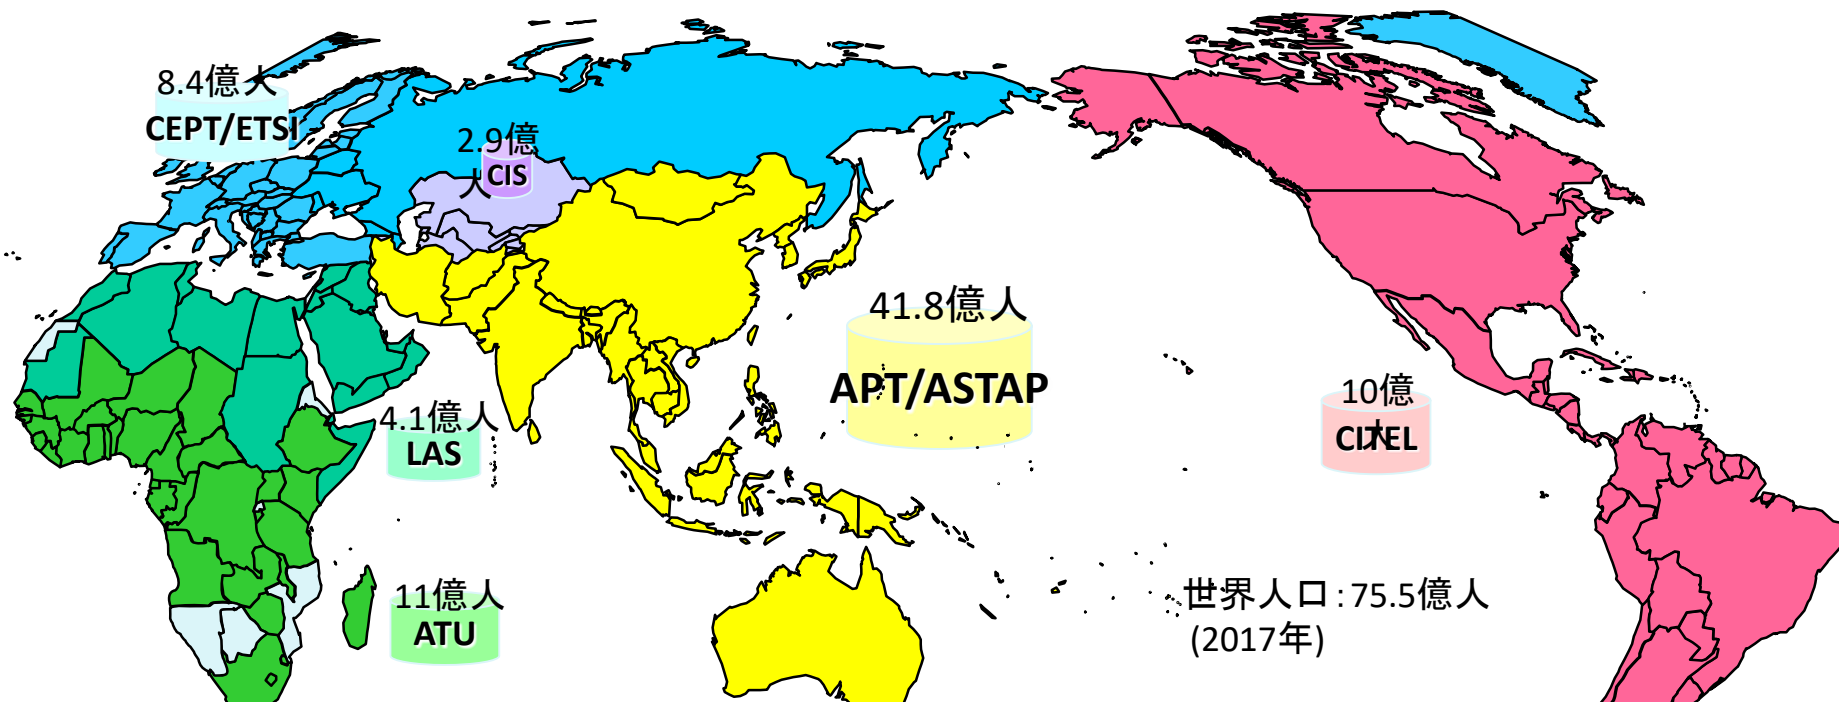 8.4億人
CEPT/ETSI
2.9億
人
CIS
41.8億人
APT/ASTAP
10億
人
CITEL
4.1億人
LAS
11億人
ATU
世界人口：75.5億人
(2017年)